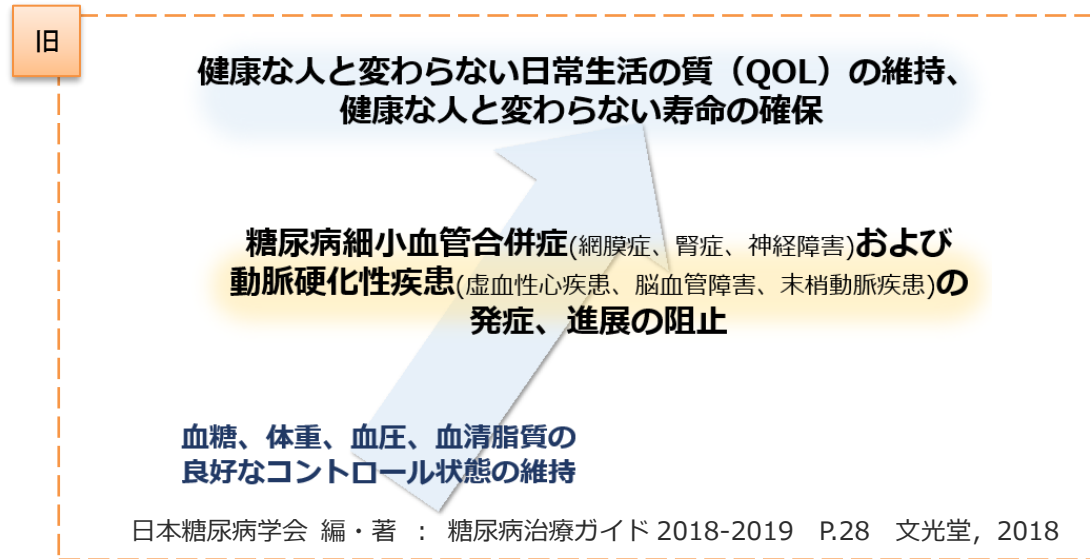 旧
健康な人と変わらない日常生活の質（QOL）の維持、
健康な人と変わらない寿命の確保
糖尿病細小血管合併症(網膜症、腎症、神経障害)および
動脈硬化性疾患(虚血性心疾患、脳血管障害、末梢動脈疾患)の
発症、進展の阻止
血糖、体重、血圧、血清脂質の
良好なコントロール状態の維持
日本糖尿病学会 編・著 ： 糖尿病治療ガイド2018-2019 P.28 文光堂，2018